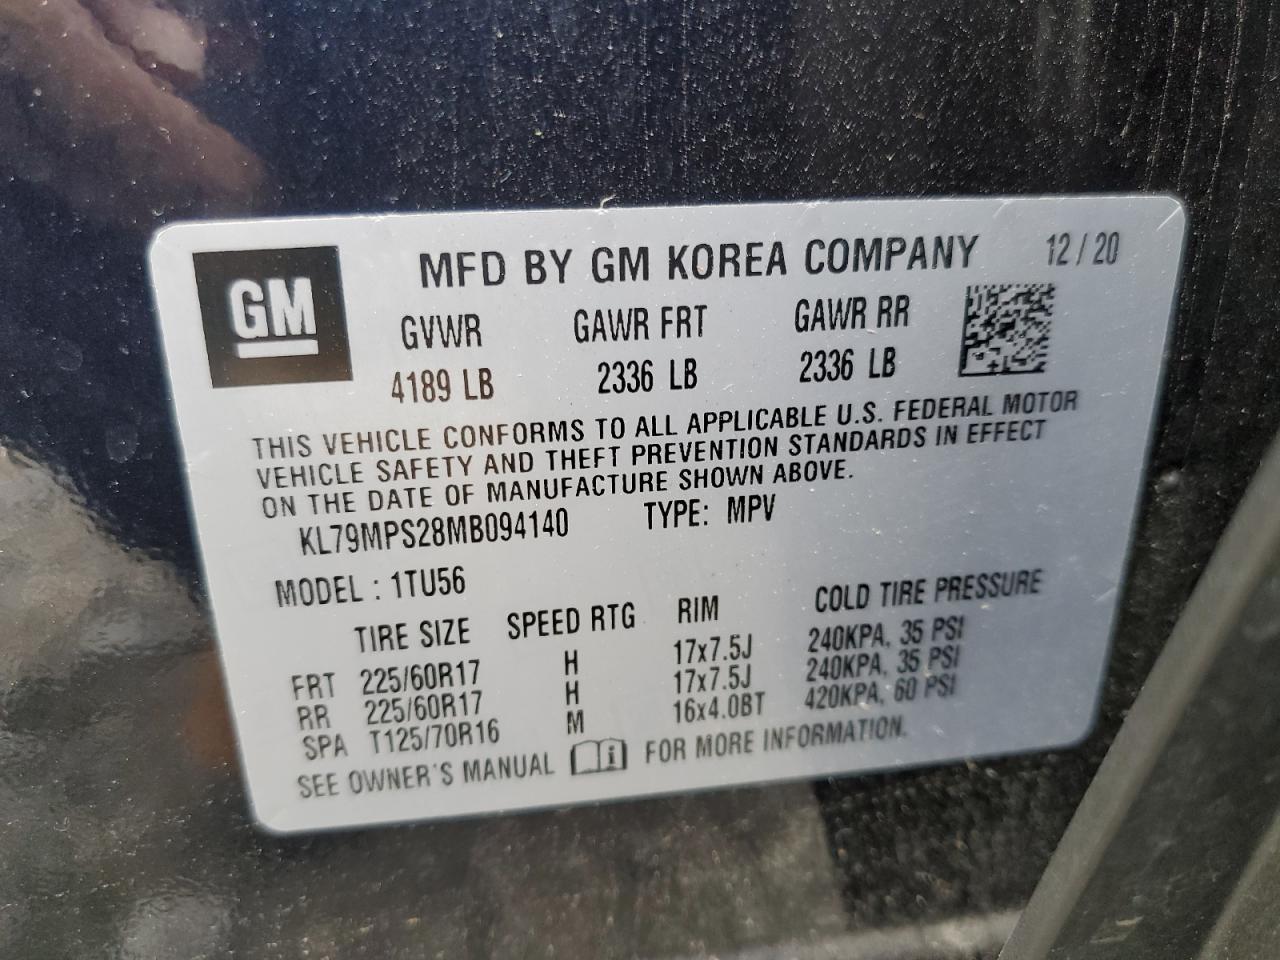 GM
MFD BY GM KOREA COMPANY 12/20
GVWR GAWR FRT GAWR RR
4189 LB 2336 LB 2336 LB
THIS VEHICLE CONFORMS TO ALL APPLICABLE U.S. FEDERAL MOTOR
VEHICLE SAFETY AND THEFT PREVENTION STANDARDS IN EFFECT
ON THE DATE OF MANUFACTURE SHOWN ABOVE.
KL79MPS28MB094140 TYPE: MPV
MODEL : 1TU56
TIRE SIZE SPEED RTG RIM COLD TIRE PRESSURE
FRT 225/60R17 H 17x7.5J 240KPA, 35 PSI
RR 225/60R17 H 17x7.5J 240KPA, 35 PSI
SPA T125/70R16 M 16x4.0BT 420KPA, 60 PSI
SEE OWNER'S MANUAL i FOR MORE INFORMATION.